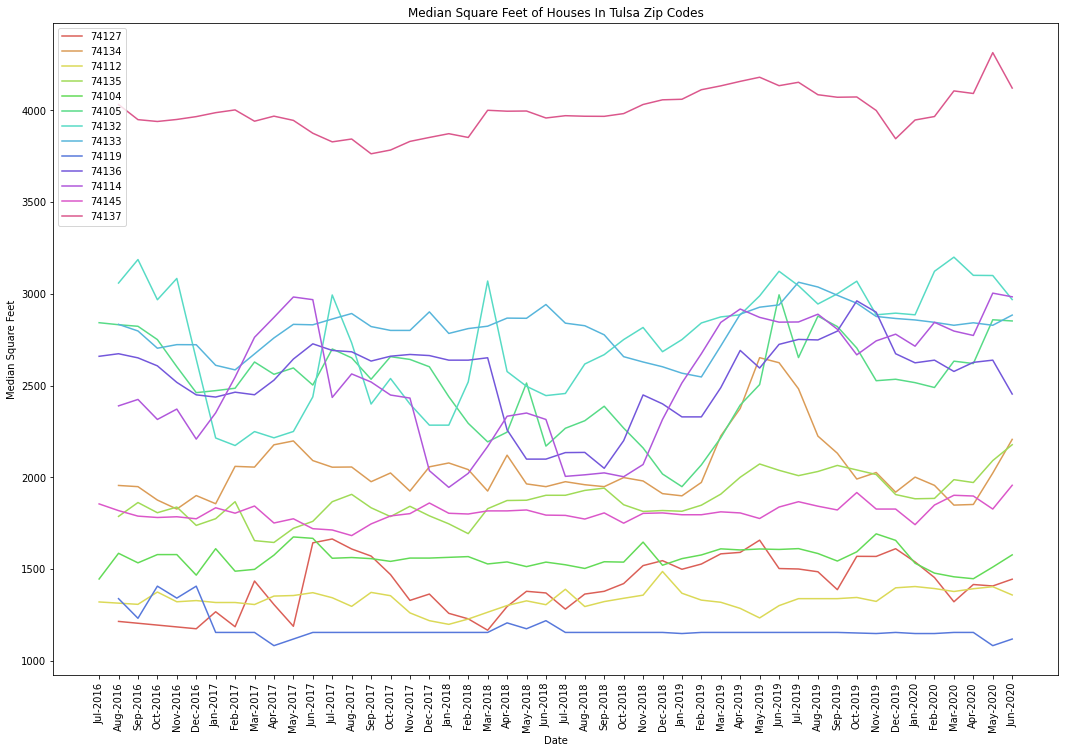 Median Square Feet of Houses In Tulsa Zip Codes
74127
74134
74112
74135
74104
74105
74132
74133
74119
74136
74114
74145
74137
4000
3500
3000
2500
2000
1500
1000
Median Square Feet
Jul-2016
Aug-2016
Sep-2016
Oct-2016
Nov-2016
Dec-2016
Jan-2017
Feb-2017
Mar-2017
Apr-2017
May-2017
Jun-2017
Jul-2017
Aug-2017
Sep-2017
Oct-2017
Nov-2017
Dec-2017
Jan-2018
Feb-2018
Mar-2018
Apr-2018
May-2018
Jun-2018
Jul-2018
Aug-2018
Sep-2018
Oct-2018
Nov-2018
Dec-2018
Jan-2019
Feb-2019
Mar-2019
Apr-2019
May-2019
Jun-2019
Jul-2019
Aug-2019
Sep-2019
Oct-2019
Nov-2019
Dec-2019
Jan-2020
Feb-2020
Mar-2020
Apr-2020
May-2020
Jun-2020
Date